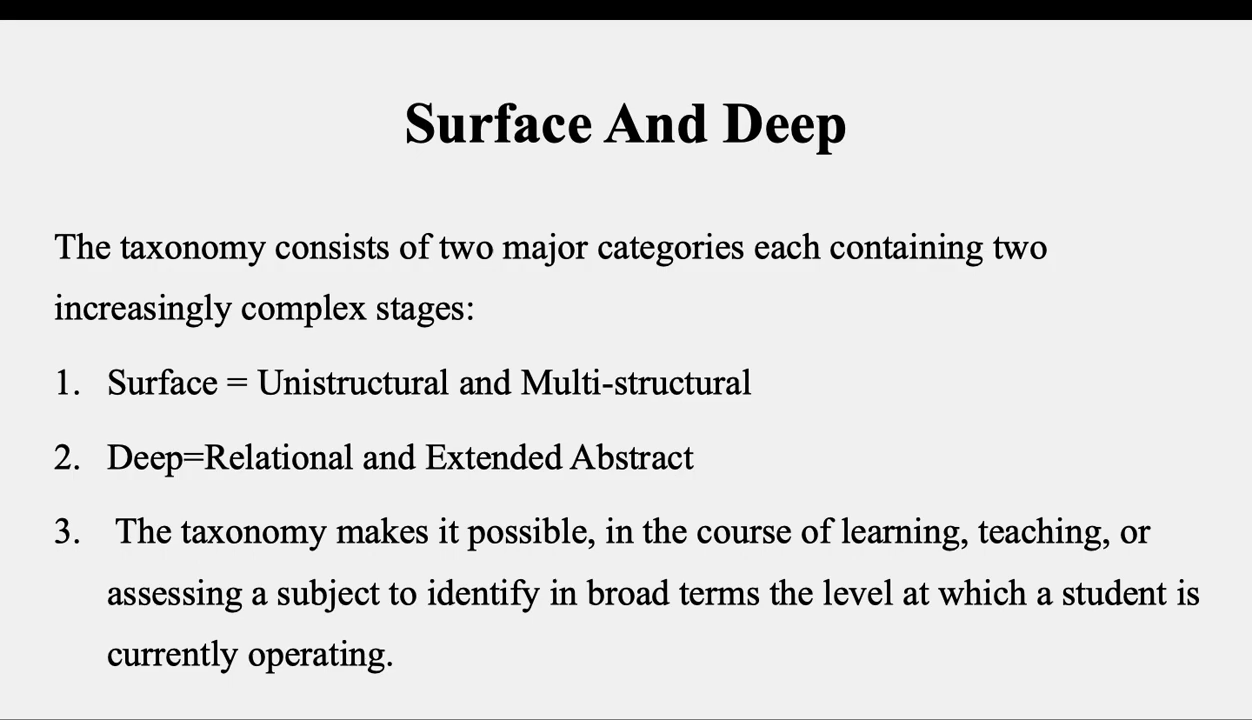 Surface And Deep
The taxonomy consists of two major categories each containing two
increasingly complex stages:
1. Surface = Unistructural and Multi-structural
2. Deep=Relational and Extended Abstract
3. The taxonomy makes it possible, in the course of learning, teaching, or
assessing a subject to identify in broad terms the level at which a student is
currently operating.